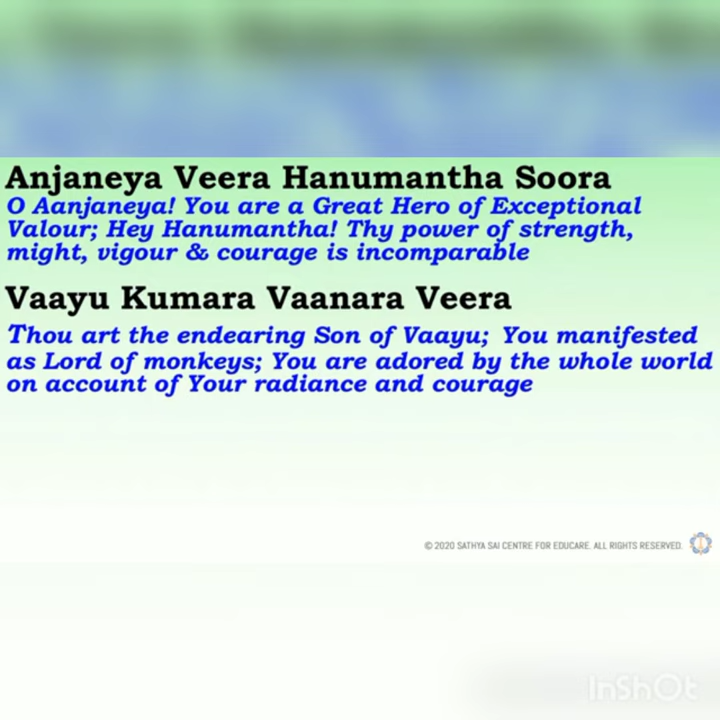 Anjaneya Veera Hanumantha Soora
O Aanjaneya! You are a Great Hero of Exceptional
Valour; Hey Hanumantha! Thy power of strength,
might, vigour & courage is incomparable
Vaayu Kumara Vaanara Veera
Thou art the endearing Son of Vaayu; You manifested
as Lord of monkeys; You are adored by the whole world
on account of Your radiance and courage
© 2020 SATHYA SAI CENTRE FOR EDUCARE. ALL RIGHTS RESERVED.
InShOt